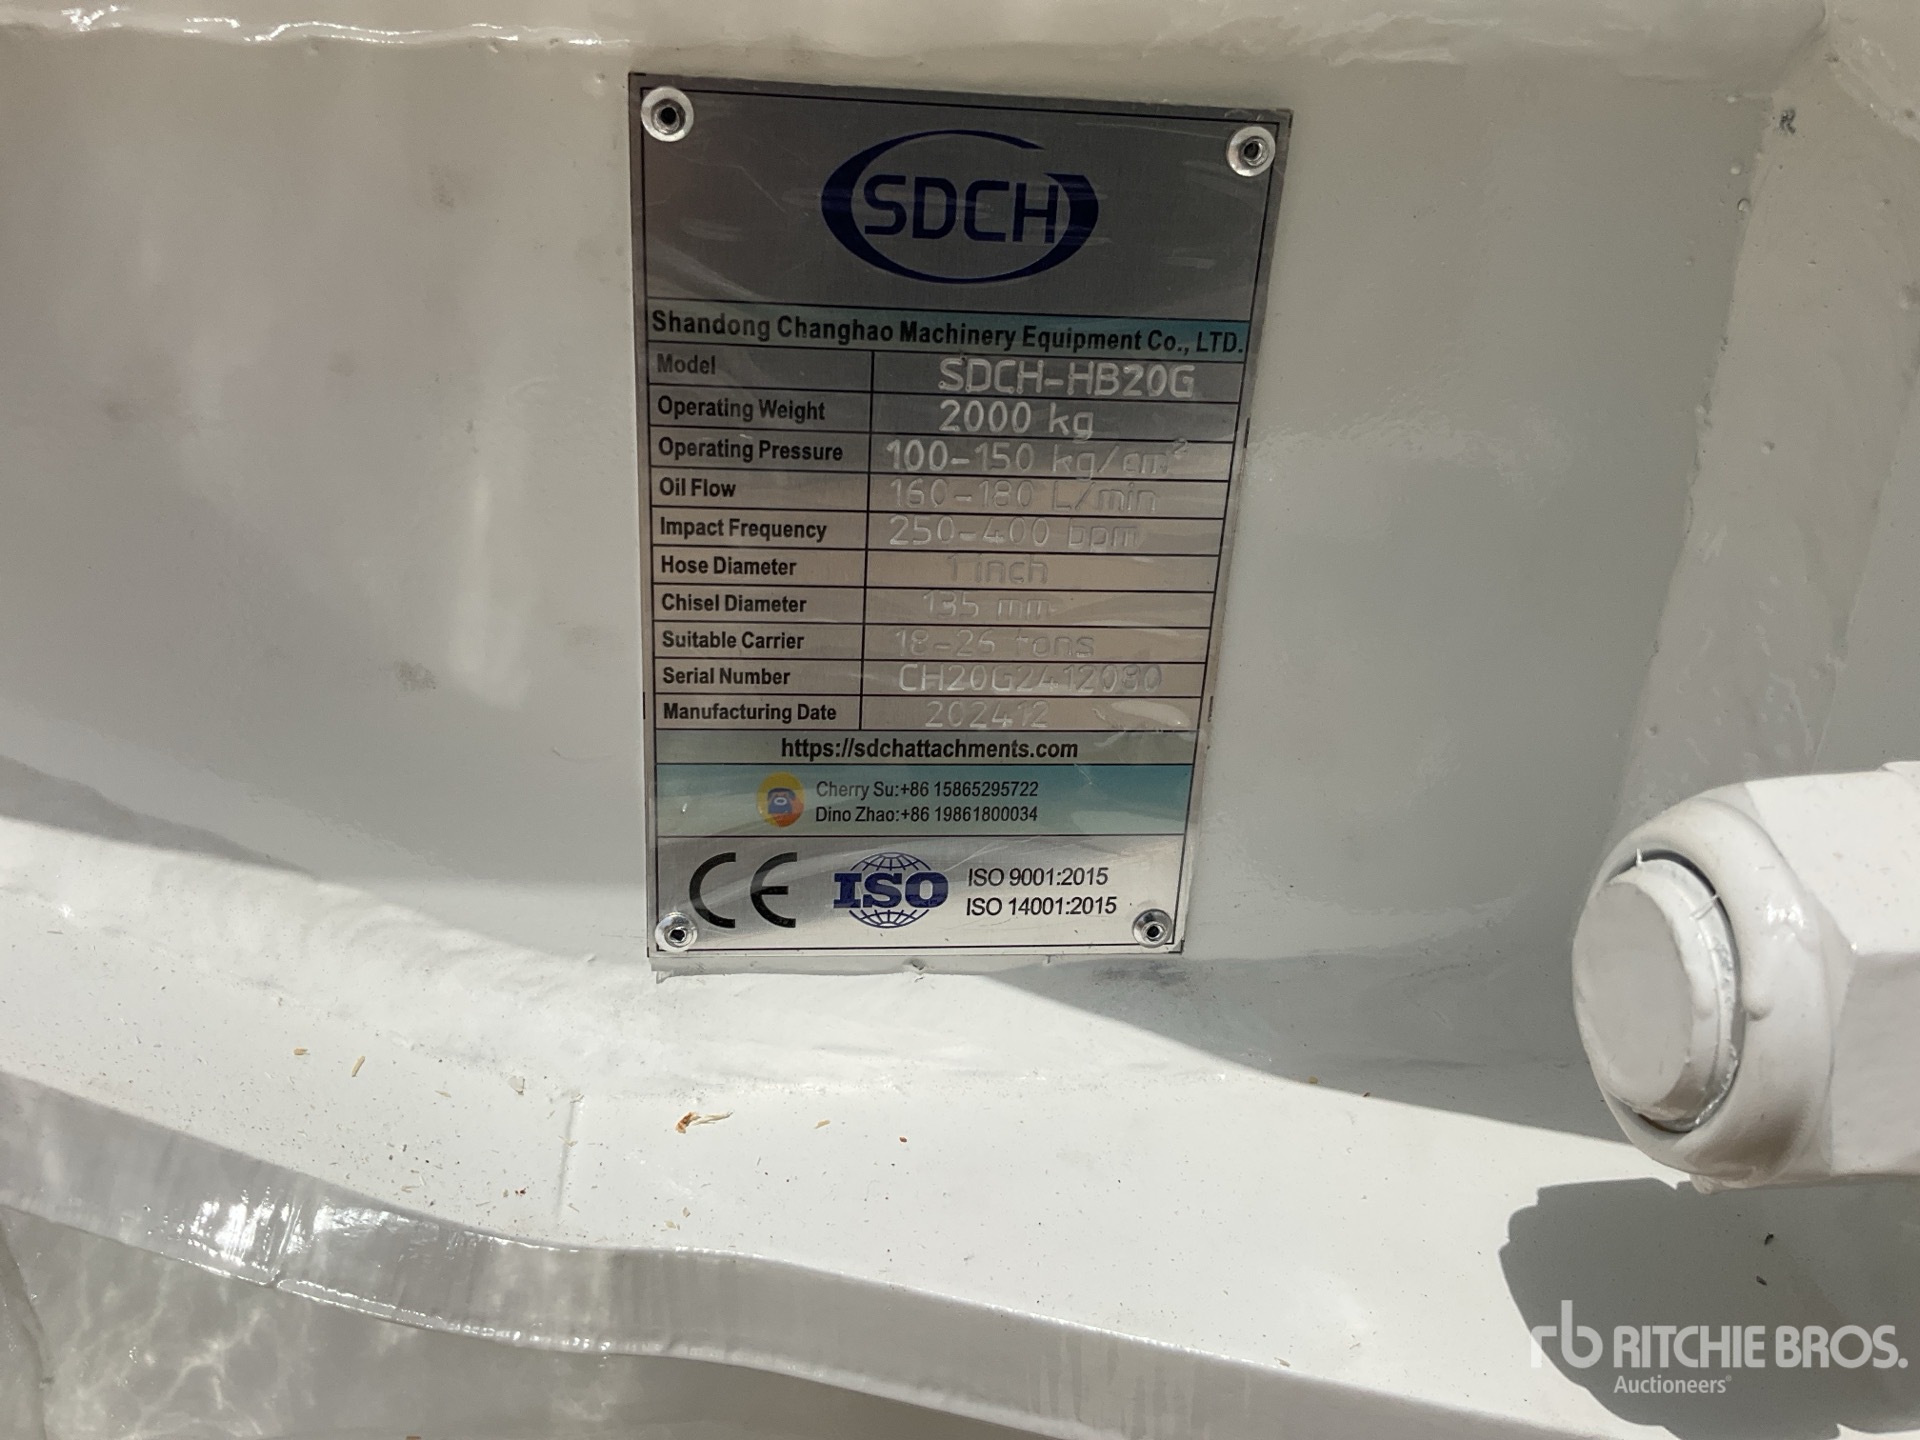 SDCH
Shandong Changhao Machinery Equipment Co., LTD.
Model SDCH-HB20G
Operating Weight 2000 kg
Operating Pressure 100-150 kg/cm²
Oil Flow 160-180 L/min
Impact Frequency 250-400 bpm
Hose Diameter 1 inch
Chisel Diameter 135 mm
Suitable Carrier 18-26 tons
Serial Number CH20G2412080
Manufacturing Date 202412
https://sdchattachments.com
Cherry Su:+86 15865295722
Dino Zhao:+86 19861800034
CE ISO ISO 9001:2015
ISO 14001:2015
rb RITCHIE BROS.
Auctioneers